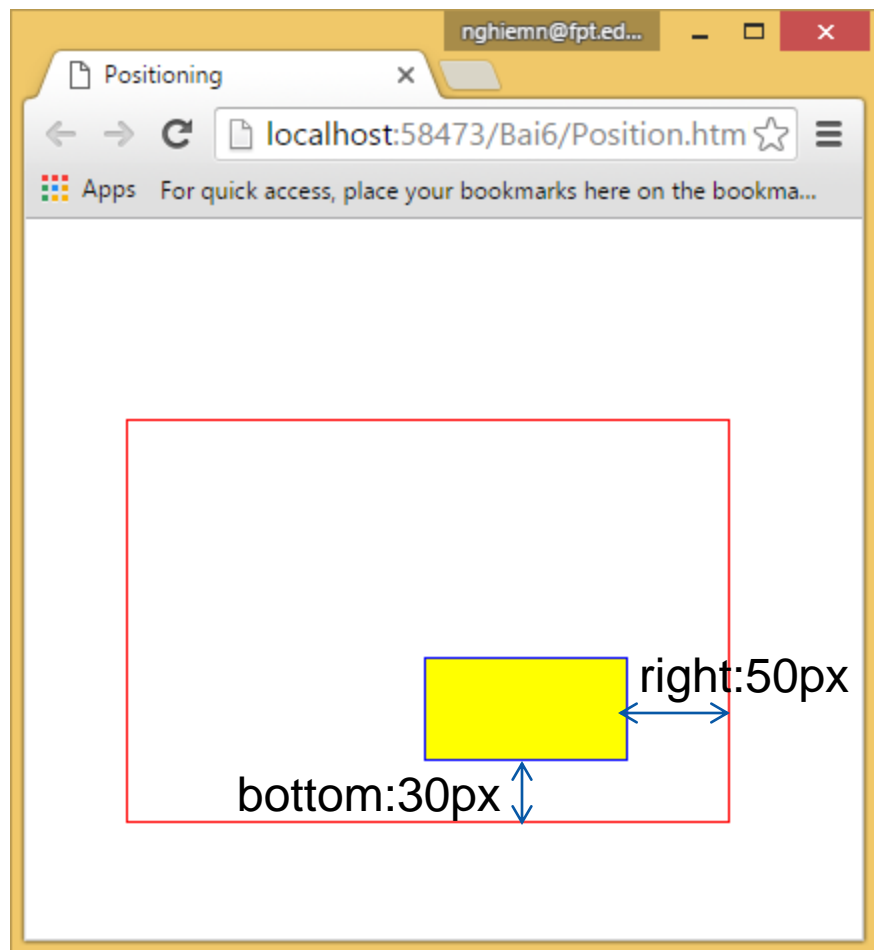 nghiemn@fpt.ed...
Positioning
localhost:58473/Bai6/Position.htm
Apps For quick access, place your bookmarks here on the bookma...
right:50px
bottom:30px